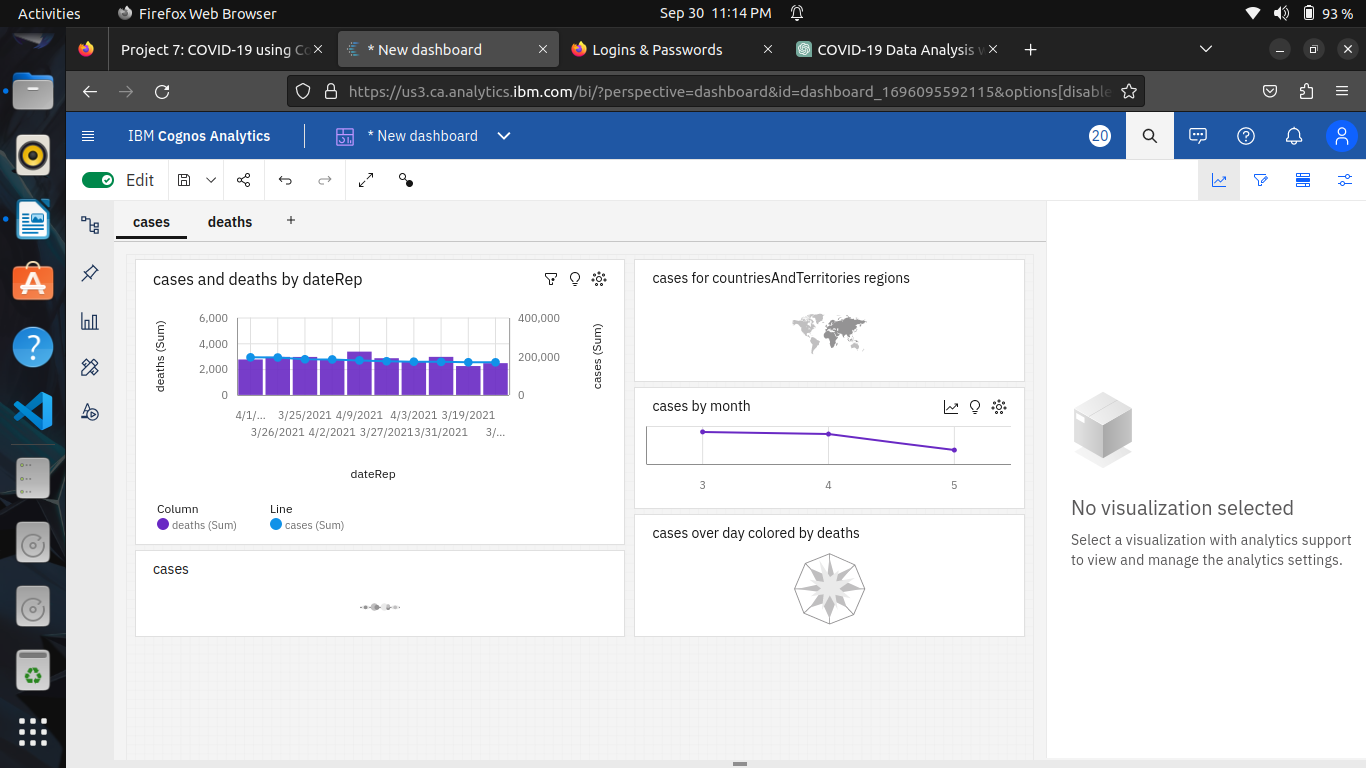 Activities
Firefox Web Browser
Sep 30 11:14 PM
93 %
Project 7: COVID-19 using Co
* New dashboard
Logins & Passwords
COVID-19 Data Analysis w
https://us3.ca.analytics.ibm.com/bi/?perspective=dashboard&id=dashboard_1696095592115&options[disable
IBM Cognos Analytics
* New dashboard
20
Edit
cases
deaths
cases and deaths by dateRep
deaths (Sum)
6,000
4,000
2,000
0
400,000
200,000
0
cases (Sum)
4/1/... 3/25/2021 4/9/2021 4/3/2021 3/19/2021
3/26/2021 4/2/2021 3/27/2021 3/31/2021 3/...
dateRep
Column
deaths (Sum)
Line
cases (Sum)
cases
cases for countriesAndTerritories regions
cases by month
3 4 5
cases over day colored by deaths
No visualization selected
Select a visualization with analytics support
to view and manage the analytics settings.